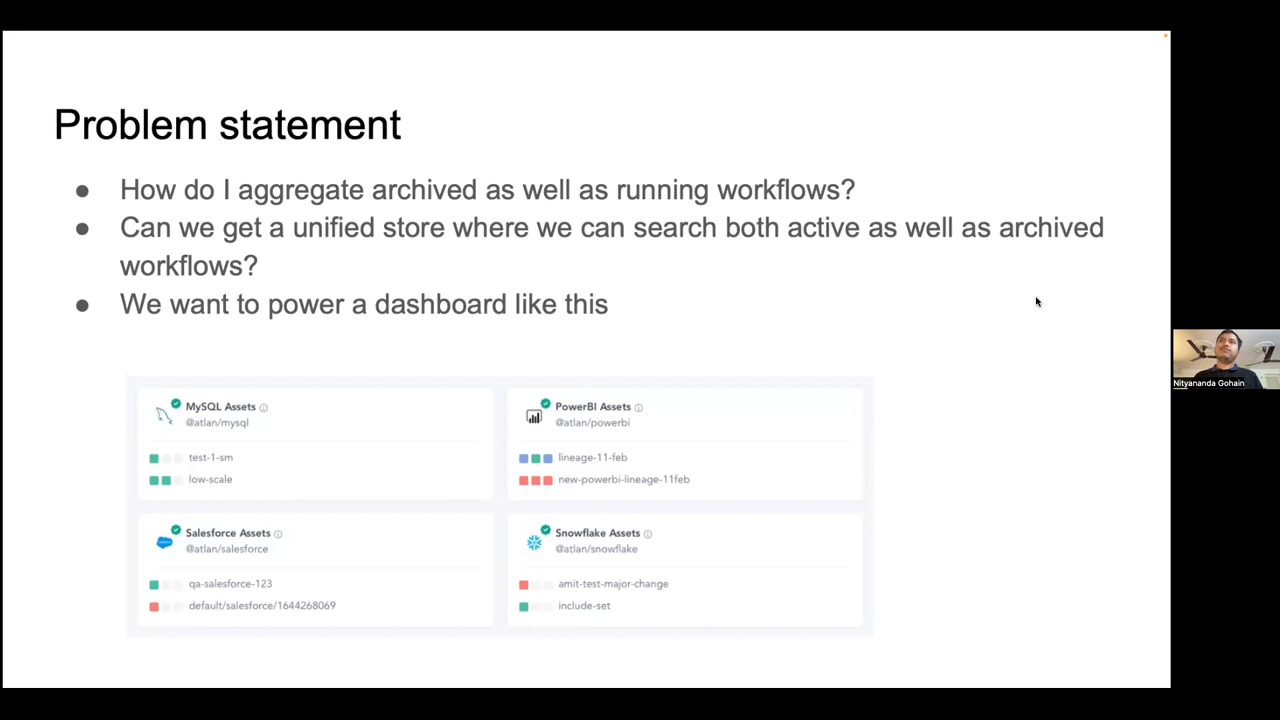 Problem statement
● How do I aggregate archived as well as running workflows?
● Can we get a unified store where we can search both active as well as archived
workflows?
● We want to power a dashboard like this
MySQL Assets
@atlan/mysql
test-1-sm
low-scale
PowerBI Assets
@atlan/powerbi
lineage-11-feb
new-powerbi-lineage-11feb
Salesforce Assets
@atlan/salesforce
qa-salesforce-123
default/salesforce/1644268069
Snowflake Assets
@atlan/snowflake
amit-test-major-change
include-set
Nityananda Gohain